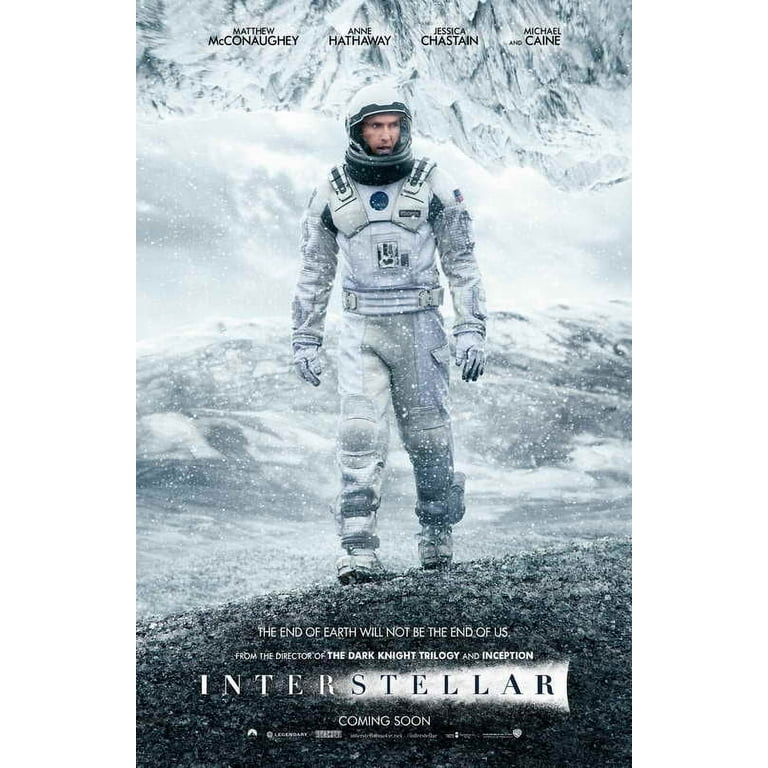 MATTHEW McCONAUGHEY
ANNE HATHAWAY
JESSICA CHASTAIN
MICHAEL AND CAINE
THE END OF EARTH WILL NOT BE THE END OF US
FROM THE DIRECTOR OF THE DARK KNIGHT TRILOGY AND INCEPTION
INTERSTELLAR
COMING SOON
LEGENDARY